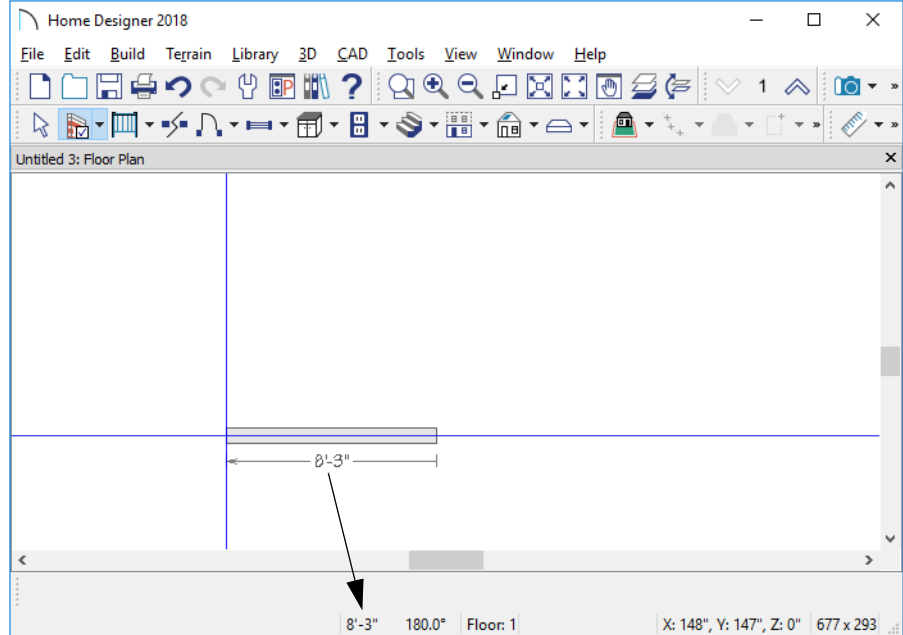 Home Designer 2018
File Edit Build Terrain Library 3D CAD Tools View Window Help
P 1
Untitled 3: Floor Plan
8'-3"
8'-3" 180.0° Floor: 1 X: 148", Y: 147", Z: 0" 677 x 293